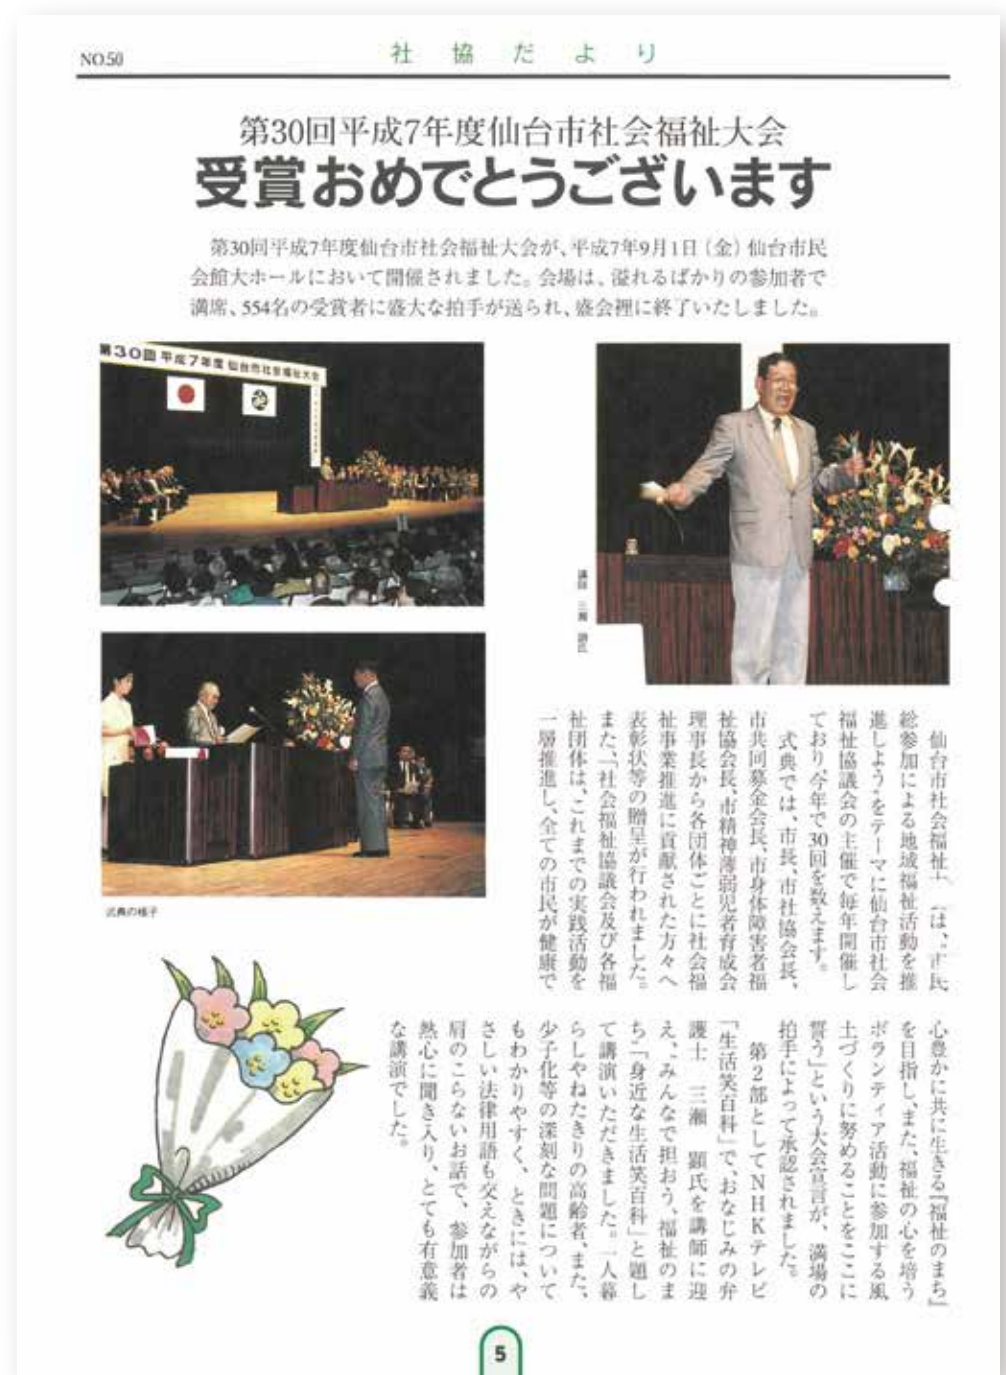 NO.50
社協だより
第30回平成7年度仙台市社会福祉大会
受賞おめでとうございます
第30回平成7年度仙台市社会福祉大会が、平成7年9月1日（金）仙台市民
会館大ホールにおいて開催されました。会場は、溢れるばかりの参加者で
満席、554名の受賞者に盛大な拍手が送られ、盛会裡に終了いたしました。
第30回 平成7年度 仙台市社会福祉大会
講師 三瀬 顕氏
式典の様子
仙台市社会福祉大 は、“市民
総参加による地域福祉活動を推
進しよう”をテーマに仙台市社会
福祉協議会の主催で毎年開催し
ており今年で30回を数えます。
式典では、市長、市社協会長、
市共同募金会長、市身体障害者福
祉協会長、市精神薄弱児者育成会
理事長から各団体ごとに社会福
祉事業推進に貢献された方々へ
表彰状等の贈呈が行われました。
また、「社会福祉協議会及び各福
祉団体は、これまでの実践活動を
一層推進し、全ての市民が健康で
心豊かに共に生きる『福祉のまち』
を目指し、また、福祉の心を培う
ボランティア活動に参加する風
土づくりに努めることをここに
誓う」という大会宣言が、満場の
拍手によって承認されました。
第2部としてNHKテレビ
「生活笑百科」で、おなじみの弁
護士 三瀬 顕氏を講師に迎
え、“みんなで担おう、福祉のま
ち”「身近な生活笑百科」と題し
て講演いただきました。一人暮
らしやねたきりの高齢者、また、
少子化等の深刻な問題について
もわかりやすく、ときには、や
さしい法律用語も交えながらの
肩のこらないお話で、参加者は
熱心に聞き入り、とても有意義
な講演でした。
5